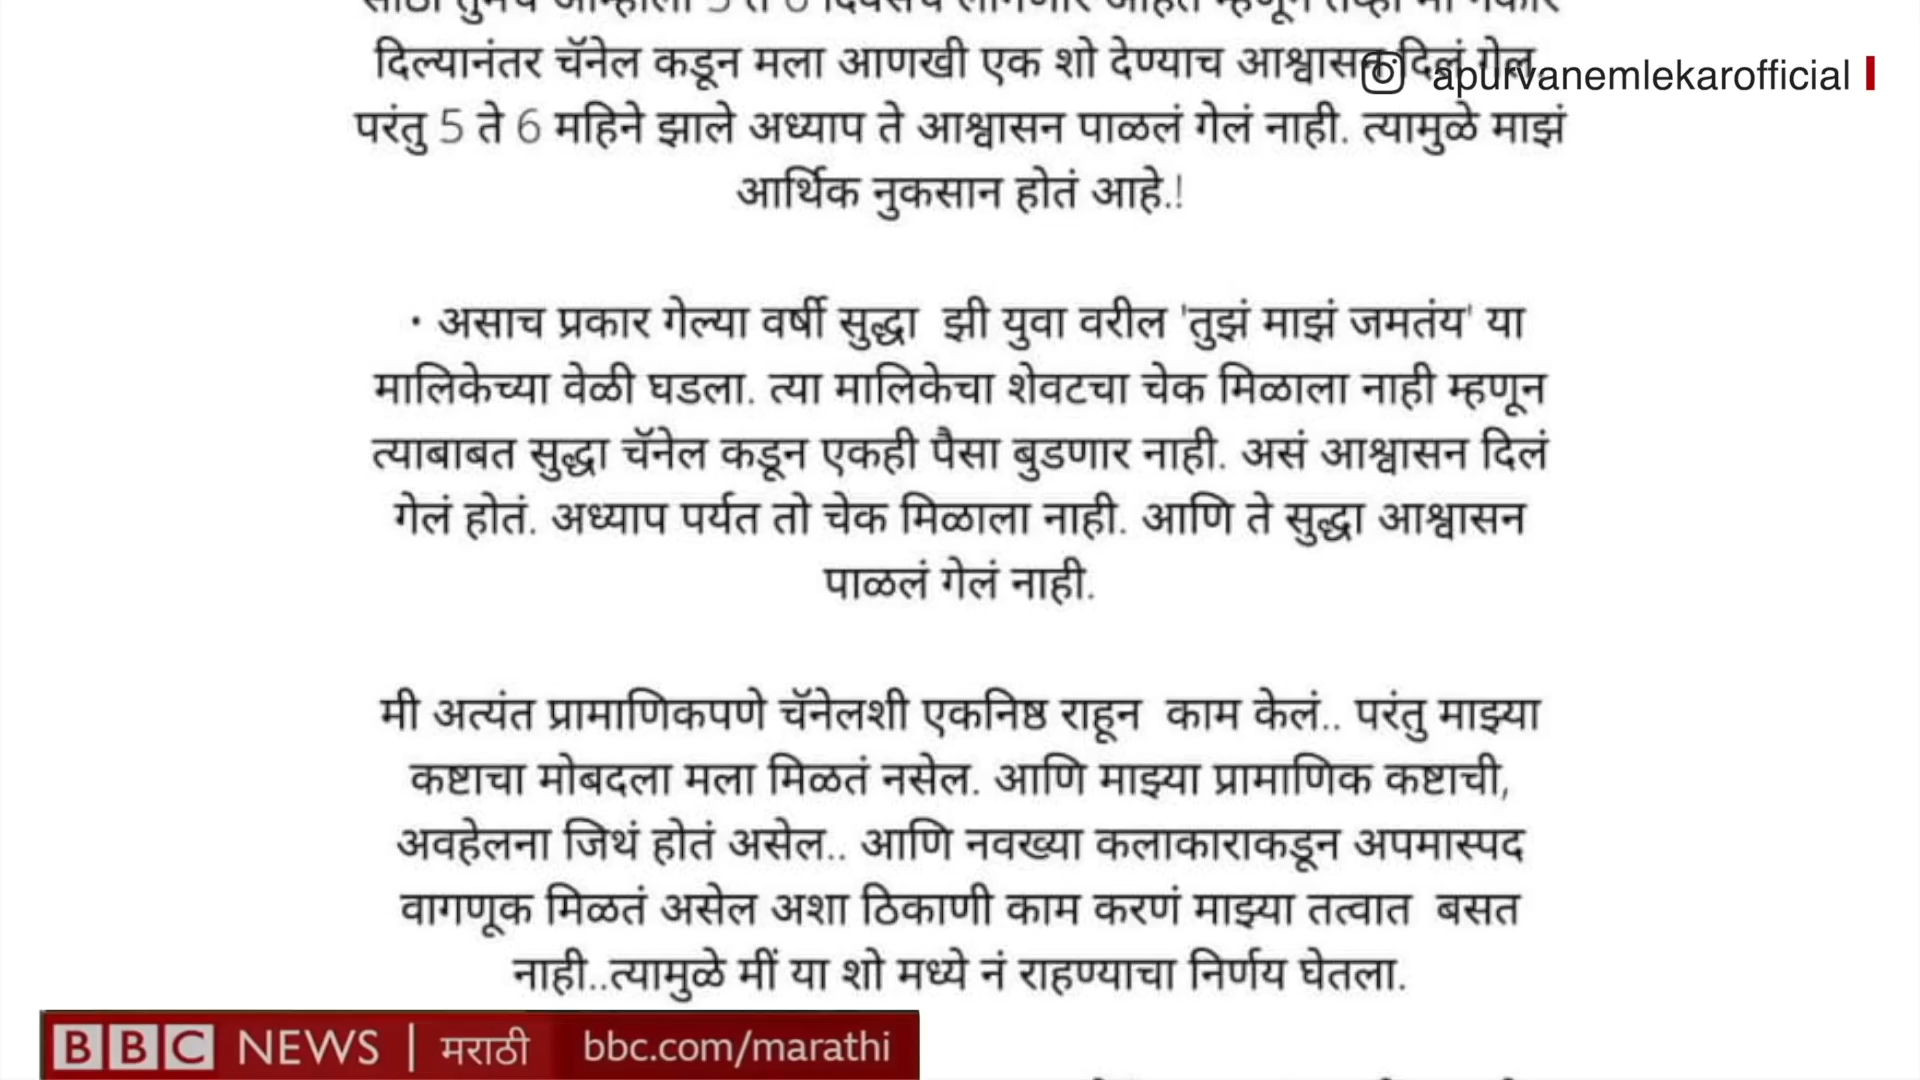 दिल्यानंतर चॅनेल कडून मला आणखी एक शो देण्याच आश्वासन दिलं गेल.
apurvanemlekarofficial
परंतु 5 ते 6 महिने झाले अध्याप ते आश्वासन पाळलं गेलं नाही. त्यामुळे माझं
आर्थिक नुकसान होतं आहे.!
· असाच प्रकार गेल्या वर्षी सुद्धा झी युवा वरील 'तुझं माझं जमतंय' या
मालिकेच्या वेळी घडला. त्या मालिकेचा शेवटचा चेक मिळाला नाही म्हणून
त्याबाबत सुद्धा चॅनेल कडून एकही पैसा बुडणार नाही. असं आश्वासन दिलं
गेलं होतं. अध्याप पर्यत तो चेक मिळाला नाही. आणि ते सुद्धा आश्वासन
पाळलं गेलं नाही.
मी अत्यंत प्रामाणिकपणे चॅनेलशी एकनिष्ठ राहून काम केलं.. परंतु माझ्या
कष्टाचा मोबदला मला मिळतं नसेल. आणि माझ्या प्रामाणिक कष्टाची,
अवहेलना जिथं होतं असेल.. आणि नवख्या कलाकाराकडून अपमास्पद
वागणूक मिळतं असेल अशा ठिकाणी काम करणं माझ्या तत्वात बसत
नाही..त्यामुळे मीं या शो मध्ये नं राहण्याचा निर्णय घेतला.
BBC NEWS | मराठी bbc.com/marathi